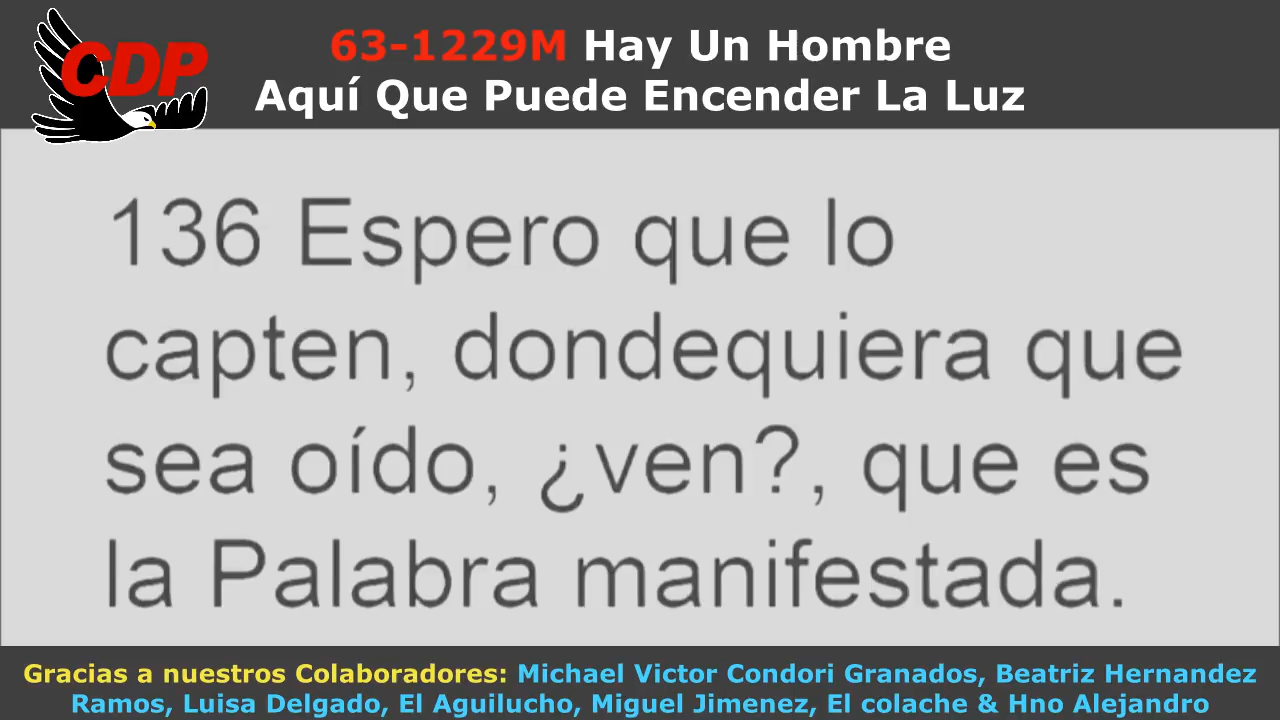 CDP
63-1229M Hay Un Hombre
Aquí Que Puede Encender La Luz
136 Espero que lo
capten, dondequiera que
sea oído, ¿ven?, que es
la Palabra manifestada.
Gracias a nuestros Colaboradores: Michael Victor Condori Granados, Beatriz Hernandez
Ramos, Luisa Delgado, El Aguilucho, Miguel Jimenez, El colache & Hno Alejandro